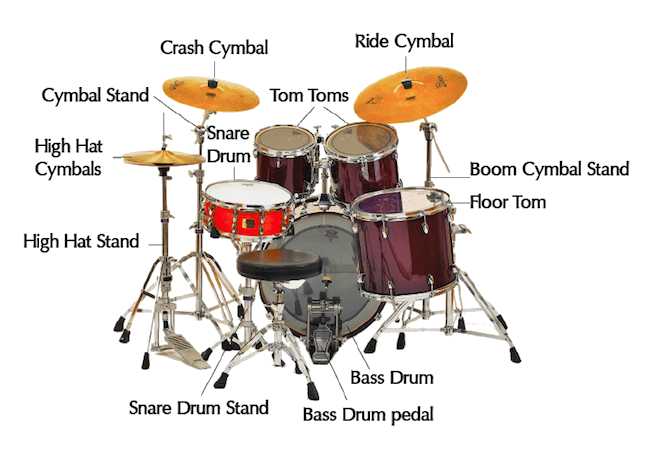 Crash Cymbal
Ride Cymbal
Cymbal Stand
Tom Toms
High Hat
Cymbals
Snare
Drum
Boom Cymbal Stand
Floor Tom
High Hat Stand
Bass Drum
Snare Drum Stand
Bass Drum pedal